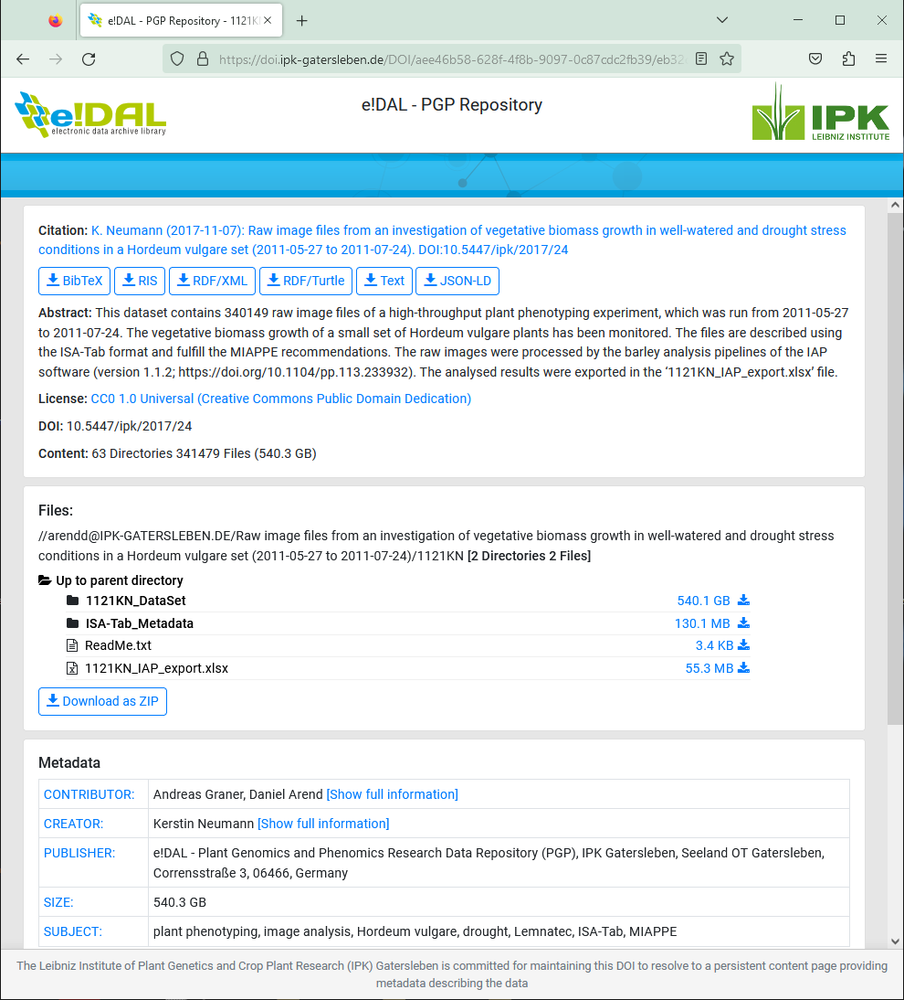 e!DAL - PGP Repository - 1121K
https://doi.ipk-gatersleben.de/DOI/aee46b58-628f-4f8b-9097-0c87cdc2fb39/eb32
e!DAL
electronic data archive library
e!DAL - PGP Repository
IPK
LEIBNIZ INSTITUTE
Citation: K. Neumann (2017-11-07): Raw image files from an investigation of vegetative biomass growth in well-watered and drought stress
conditions in a Hordeum vulgare set (2011-05-27 to 2011-07-24). DOI:10.5447/ipk/2017/24
BibTeX RIS RDF/XML RDF/Turtle Text JSON-LD
Abstract: This dataset contains 340149 raw image files of a high-throughput plant phenotyping experiment, which was run from 2011-05-27
to 2011-07-24. The vegetative biomass growth of a small set of Hordeum vulgare plants has been monitored. The files are described using
the ISA-Tab format and fulfill the MIAPPE recommendations. The raw images were processed by the barley analysis pipelines of the IAP
software (version 1.1.2; https://doi.org/10.1104/pp.113.233932). The analysed results were exported in the ‘1121KN_IAP_export.xlsx’ file.
License: CC0 1.0 Universal (Creative Commons Public Domain Dedication)
DOI: 10.5447/ipk/2017/24
Content: 63 Directories 341479 Files (540.3 GB)
Files:
//arendd@IPK-GATERSLEBEN.DE/Raw image files from an investigation of vegetative biomass growth in well-watered and drought stress
conditions in a Hordeum vulgare set (2011-05-27 to 2011-07-24)/1121KN [2 Directories 2 Files]
Up to parent directory
1121KN_DataSet 540.1 GB
ISA-Tab_Metadata 130.1 MB
ReadMe.txt 3.4 KB
1121KN_IAP_export.xlsx 55.3 MB
Download as ZIP
Metadata
CONTRIBUTOR: Andreas Graner, Daniel Arend [Show full information]
CREATOR: Kerstin Neumann [Show full information]
PUBLISHER: e!DAL - Plant Genomics and Phenomics Research Data Repository (PGP), IPK Gatersleben, Seeland OT Gatersleben,
Corrensstraße 3, 06466, Germany
SIZE: 540.3 GB
SUBJECT: plant phenotyping, image analysis, Hordeum vulgare, drought, Lemnatec, ISA-Tab, MIAPPE
The Leibniz Institute of Plant Genetics and Crop Plant Research (IPK) Gatersleben is committed for maintaining this DOI to resolve to a persistent content page providing
metadata describing the data